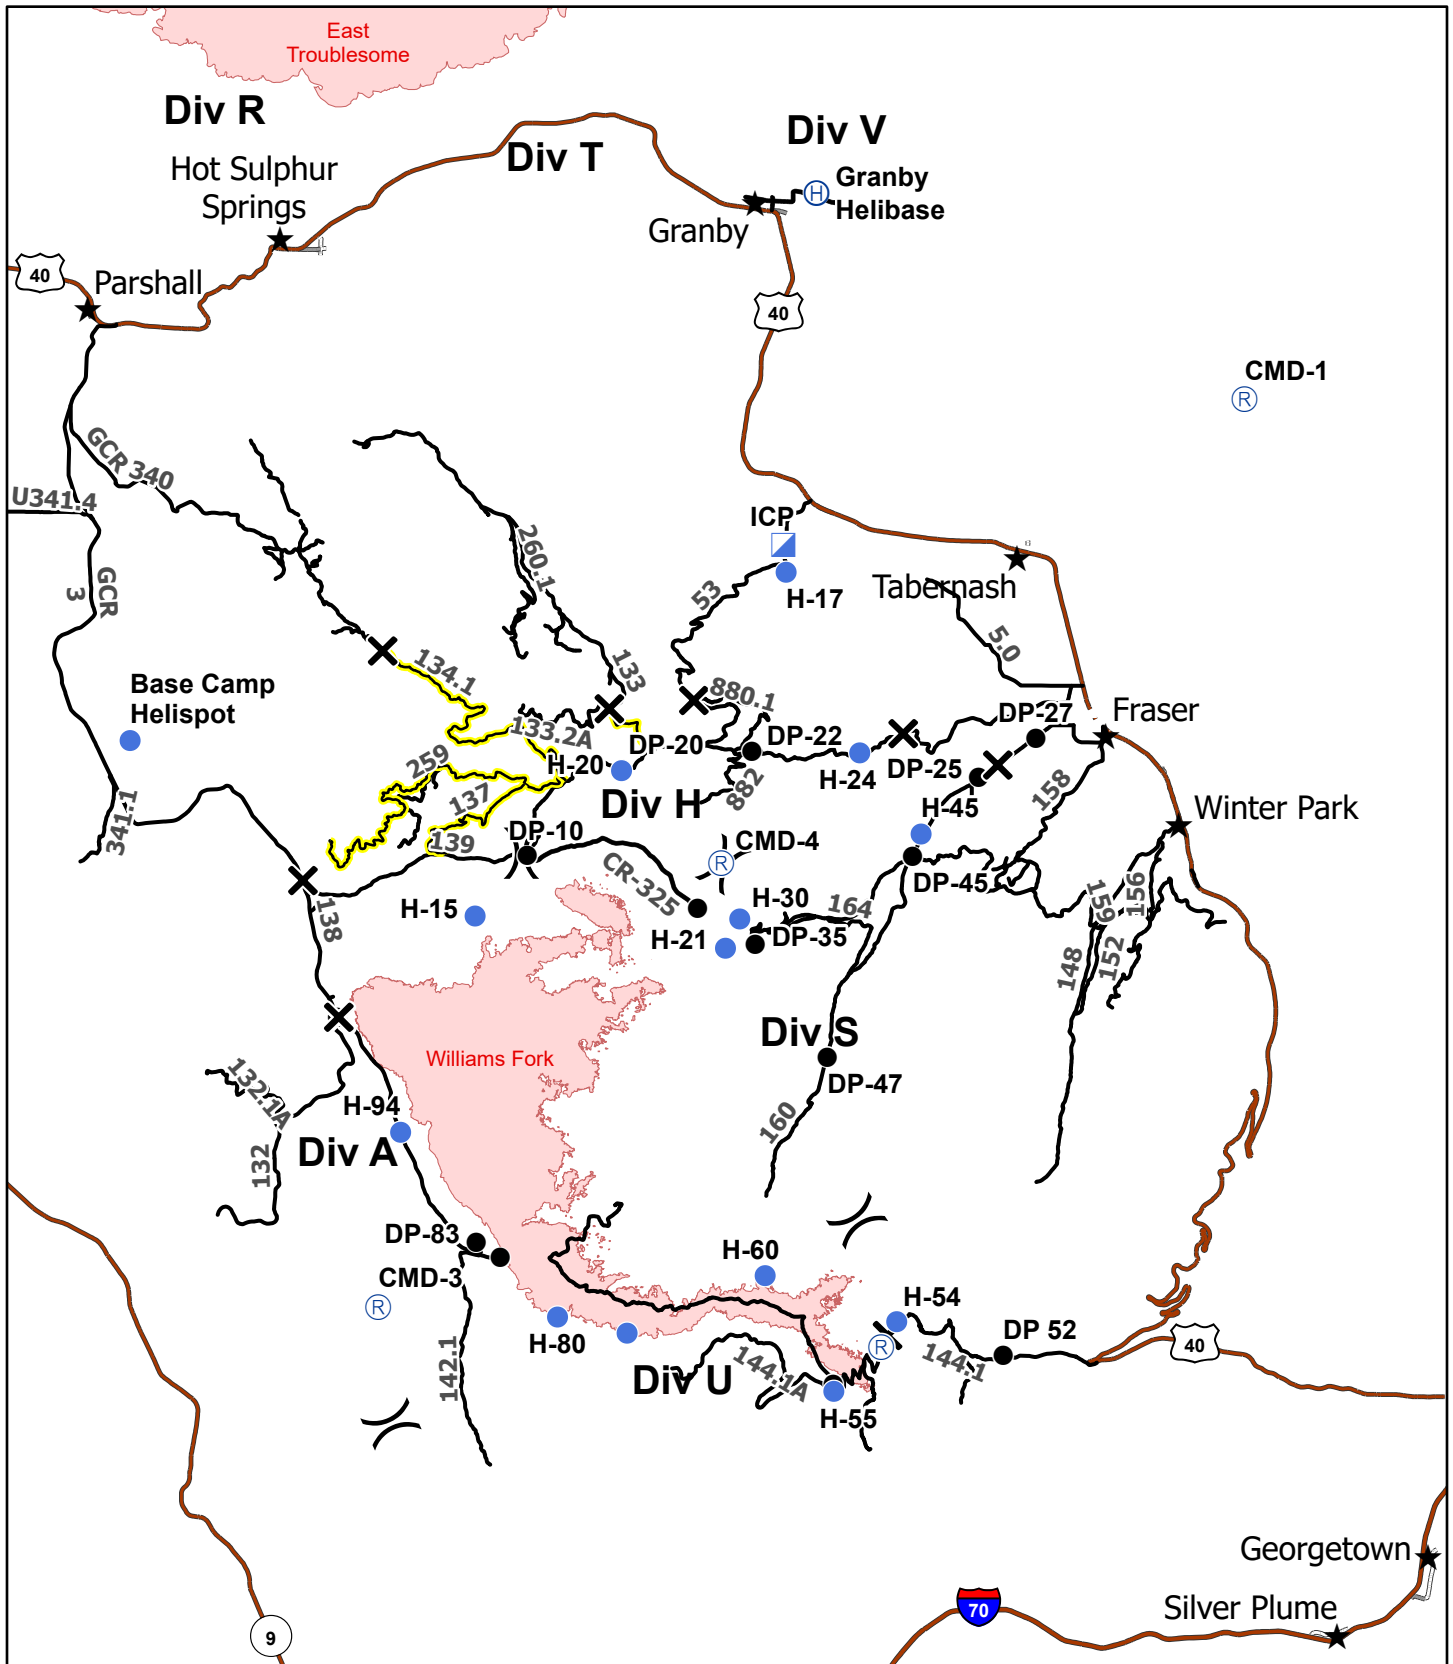 East
Troublesome
Div R
Div V
Div T
Hot Sulphur
Springs
Granby
Helibase
H
Granby
40
Parshall
40
CMD-1
R
GCR 340
U341.4
ICP
260.1
GCR
3
53
H-17
Tabernash
5.0
134.1
133
880.1
Base Camp
Helispot
133.2A
DP-20
DP-22
DP-27
Fraser
259
H-20
H-24
DP-25
137
Div H
882
H-45
158
Winter Park
341.1
139
DP-10
CMD-4
R
DP-45
CR-325
138
H-15
H-30
164
159
156
H-21
DP-35
148
152
Div S
Williams Fork
DP-47
132.1A
H-94
160
Div A
132
DP-83
H-60
CMD-3
R
H-54
H-80
DP 52
R
144.1
40
142.1
Div U
144.1A
H-55
Georgetown
70
Silver Plume
9